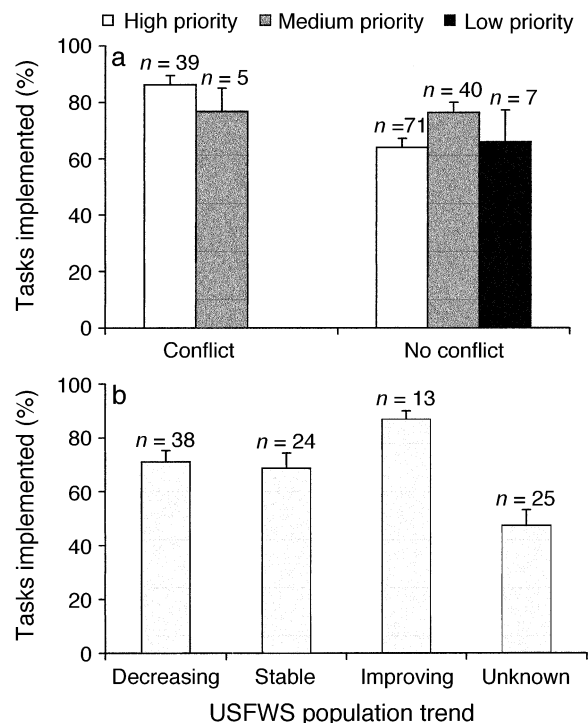 High priority Medium priority Low priority
a
n = 39
n = 5
n =71
n = 40
n = 7
Tasks implemented (%)
100
80
60
40
20
0
Conflict No conflict
b
n = 38
n = 24
n = 13
n = 25
Tasks implemented (%)
100
80
60
40
20
0
Decreasing Stable Improving Unknown
USFWS population trend